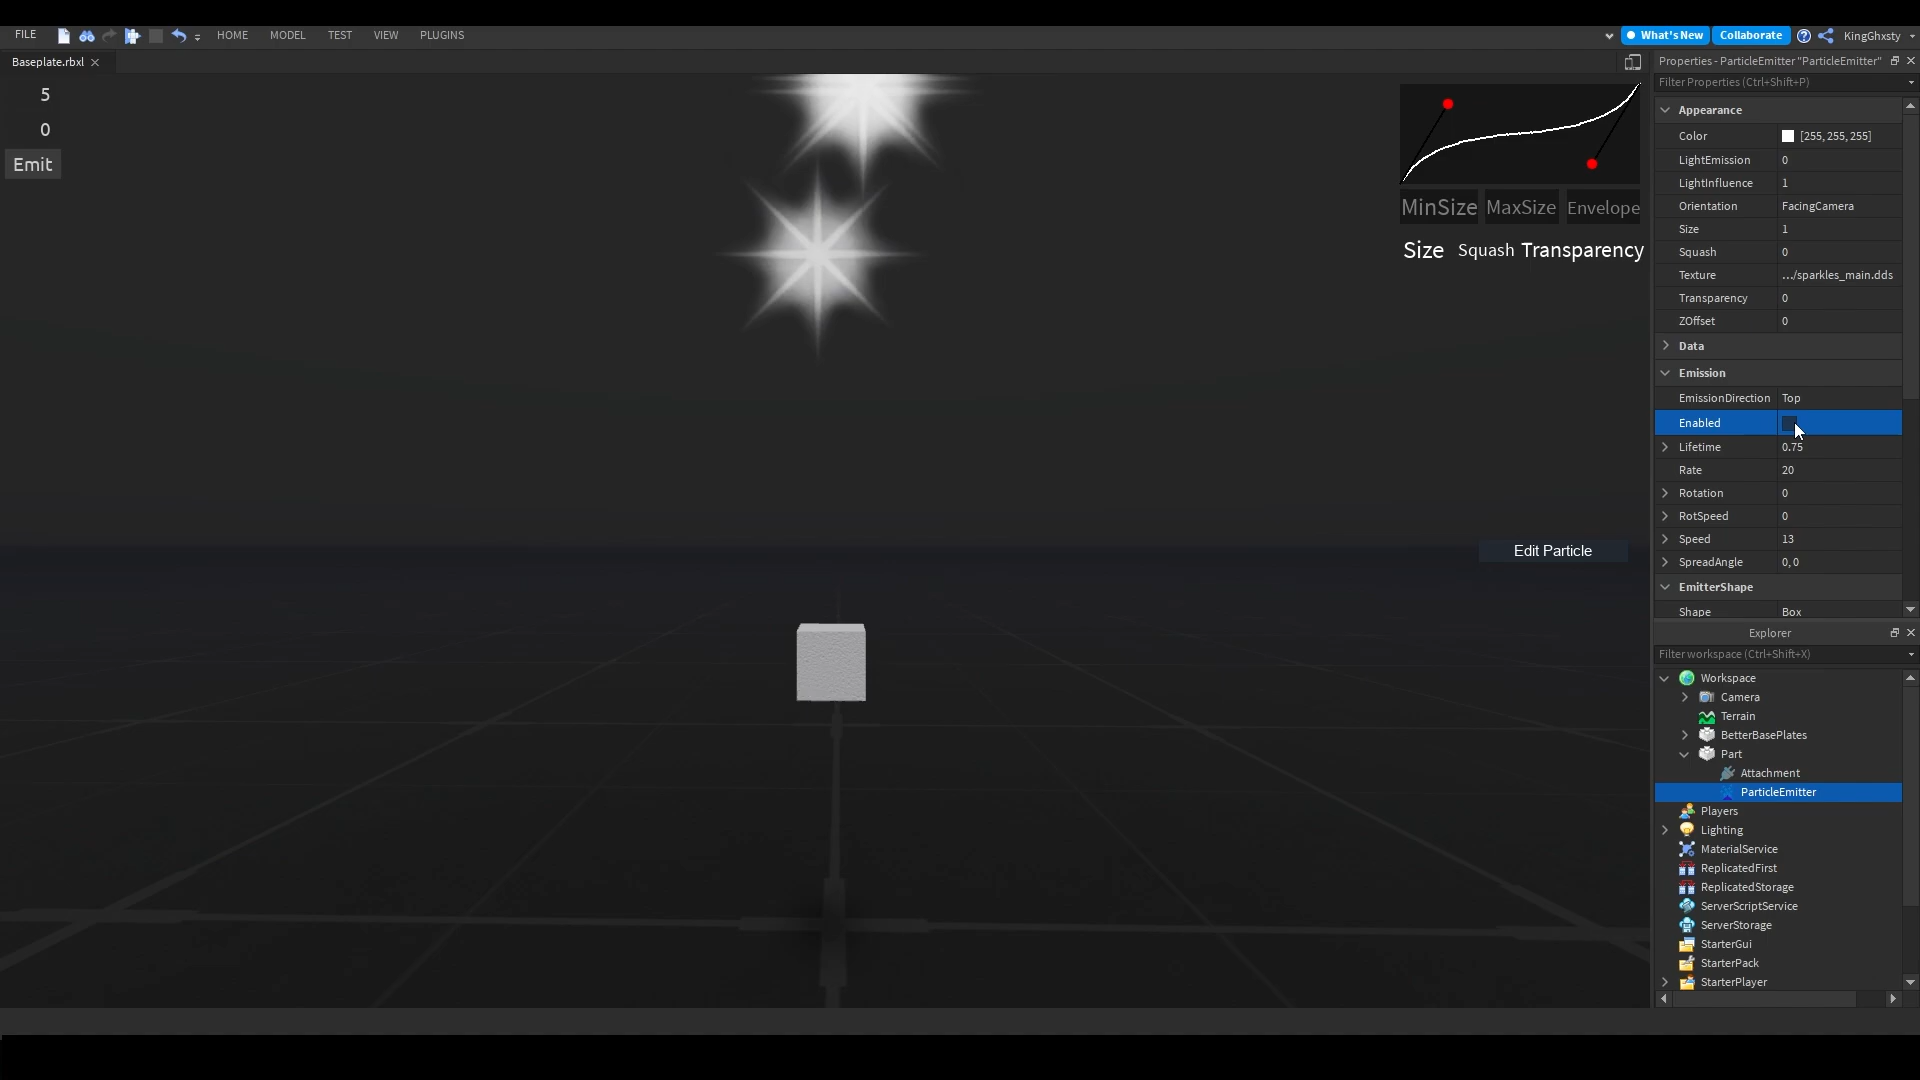 FILE HOME MODEL TEST VIEW PLUGINS What's New Collaborate KingGhxsty
Baseplate.rbxl
5
0
Emit
MinSize MaxSize Envelope
Size Squash Transparency
Edit Particle
Properties - ParticleEmitter "ParticleEmitter"
Filter Properties (Ctrl+Shift+P)
Appearance
Color [255, 255, 255]
LightEmission 0
LightInfluence 1
Orientation FacingCamera
Size 1
Squash 0
Texture .../sparkles_main.dds
Transparency 0
ZOffset 0
Data
Emission
EmissionDirection Top
Enabled
Lifetime 0.75
Rate 20
Rotation 0
RotSpeed 0
Speed 13
SpreadAngle 0, 0
EmitterShape
Shape Box
Explorer
Filter workspace (Ctrl+Shift+X)
Workspace
Camera
Terrain
BetterBasePlates
Part
Attachment
ParticleEmitter
Players
Lighting
MaterialService
ReplicatedFirst
ReplicatedStorage
ServerScriptService
ServerStorage
StarterGui
StarterPack
StarterPlayer